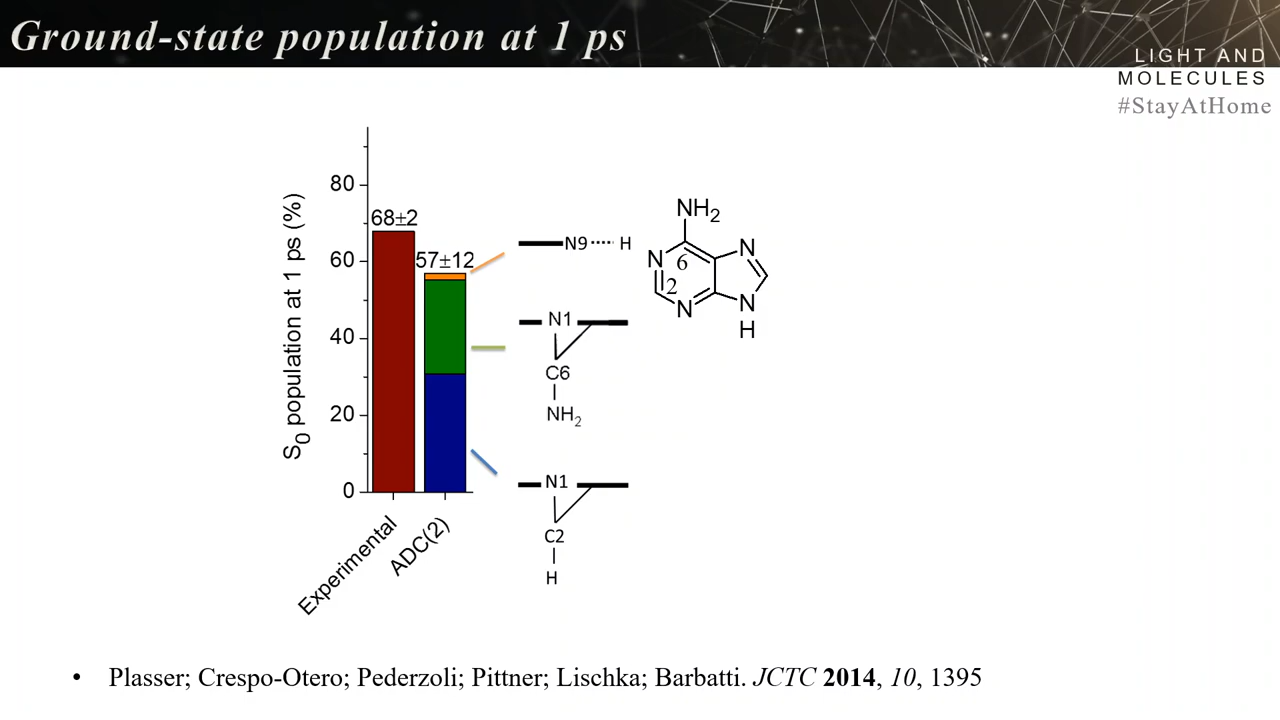 Ground-state population at 1 ps
LIGHT AND
MOLECULES
#StayAtHome
S0 population at 1 ps (%)
80
60
40
20
0
68±2
57±12
Experimental
ADC(2)
N9 H
N1
C6
NH2
N1
C2
H
NH2
N
6
N
2
N
N
H
• Plasser; Crespo-Otero; Pederzoli; Pittner; Lischka; Barbatti. JCTC 2014, 10, 1395